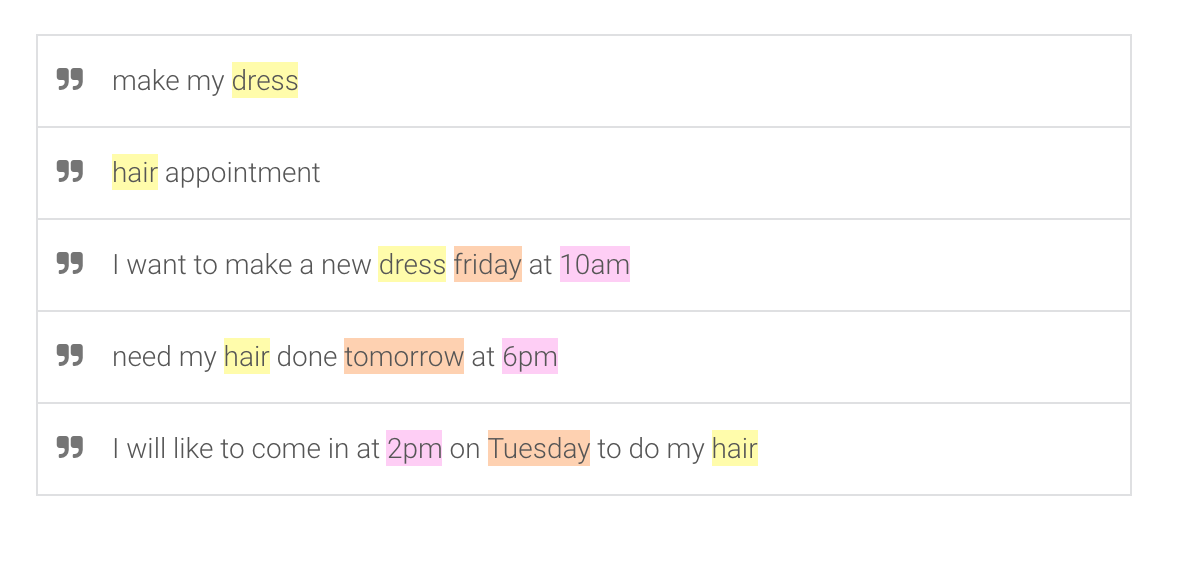 make my dress
hair appointment
I want to make a new dress friday at 10am
need my hair done tomorrow at 6pm
I will like to come in at 2pm on Tuesday to do my hair